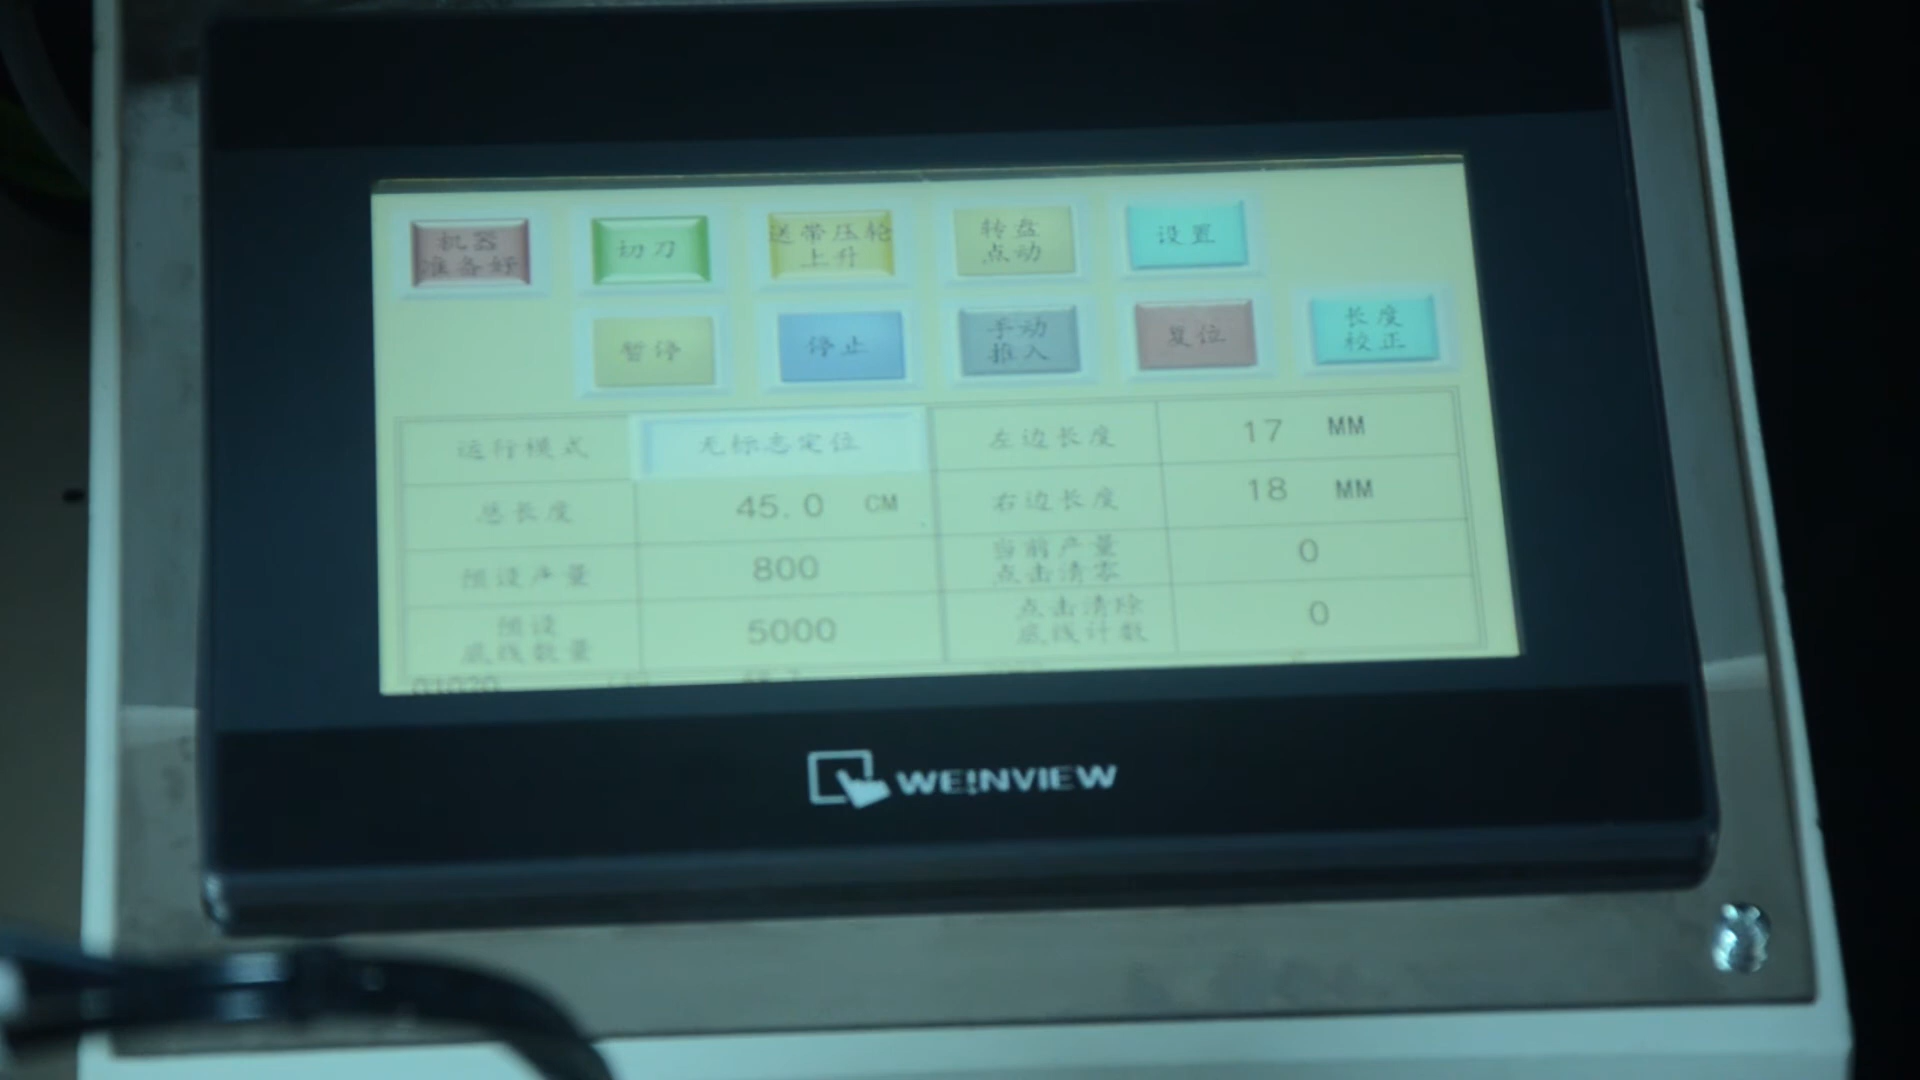 机器
准备好
切刀
送带压轮
上升
转盘
点动
设置
暂停
停止
手动
推入
复位
长度
校正
运行模式
无标志定位
左边长度
17 MM
总长度
45.0 CM
右边长度
18 MM
预设产量
800
当前产量
点击清零
0
预设
底线数量
5000
点击清除
底线计数
0
WEINVIEW